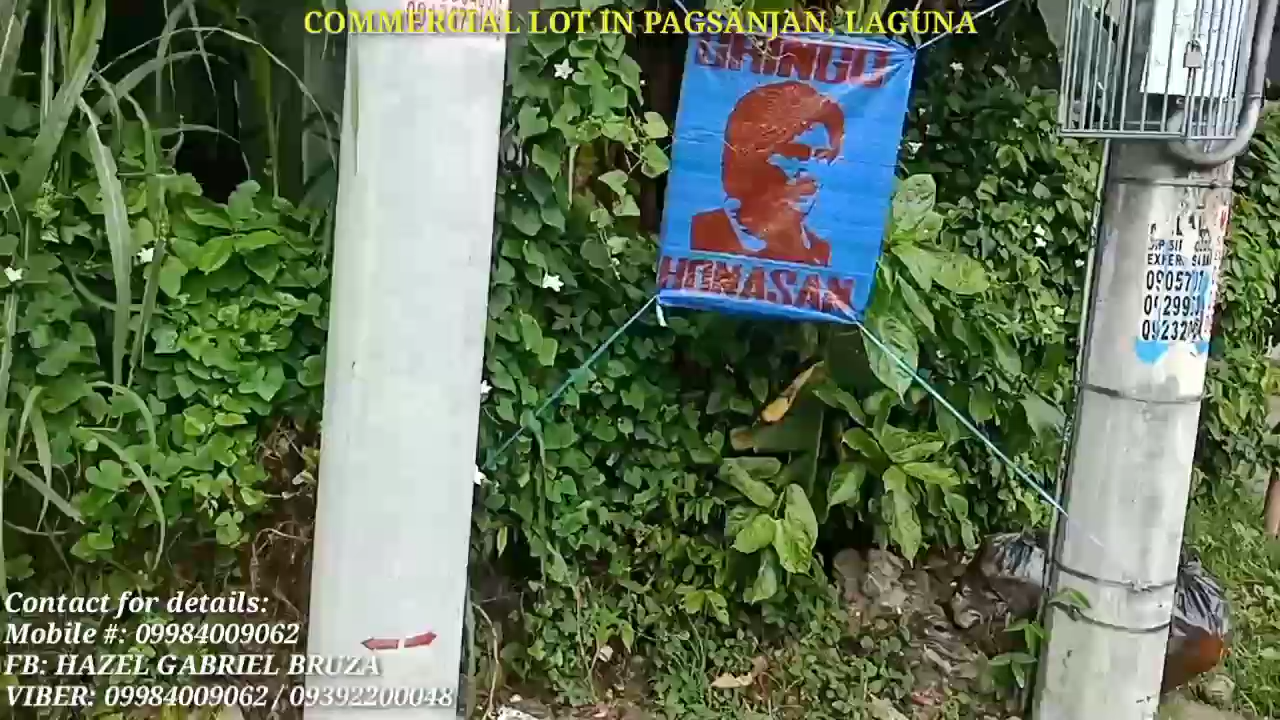 COMMERCIAL LOT IN PAGSANJAN, LAGUNA
GRINGO
HONASAN
Contact for details:
Mobile #: 09984009062
FB: HAZEL GABRIEL BRUZA
VIBER: 09984009062 / 09392200048